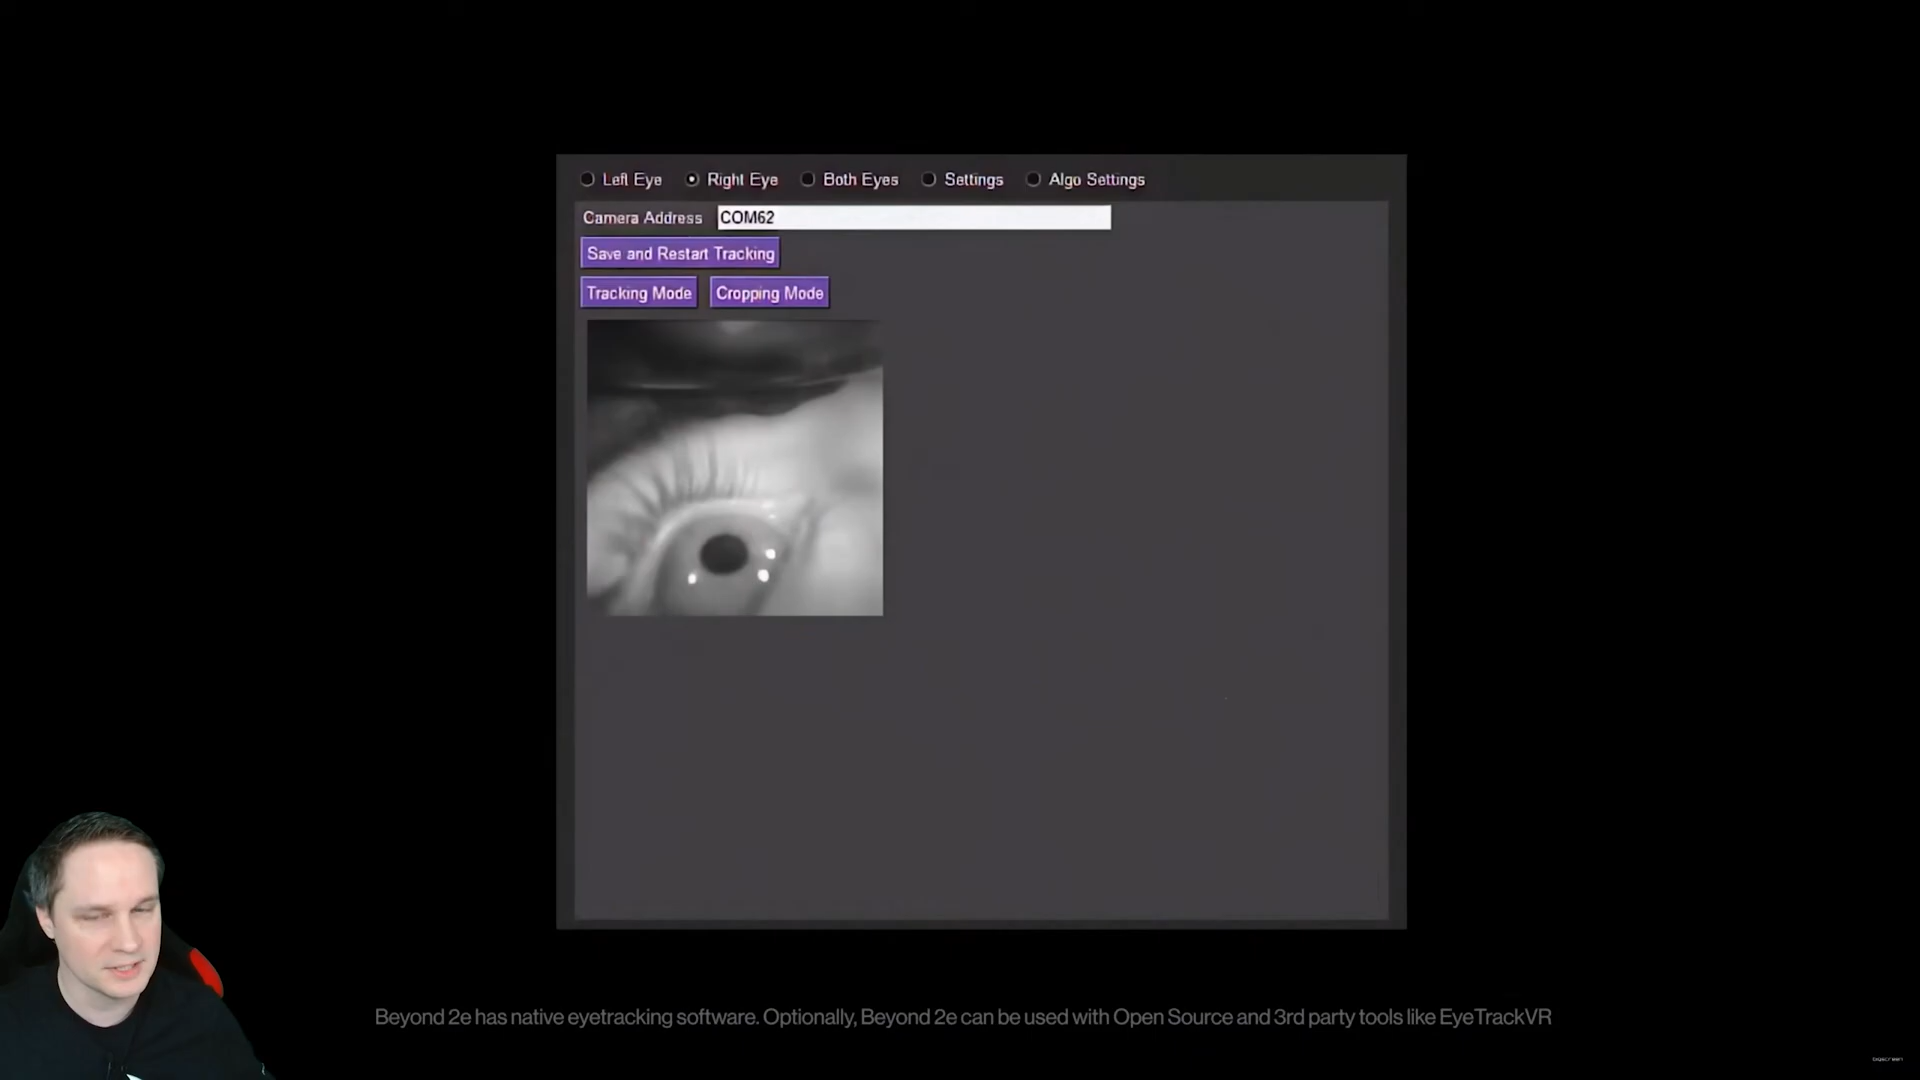 Left Eye Right Eye Both Eyes Settings Algo Settings
Camera Address COM62
Save and Restart Tracking
Tracking Mode Cropping Mode
Beyond 2e has native eyetracking software. Optionally, Beyond 2e can be used with Open Source and 3rd party tools like EyeTrackVR
bigscreen